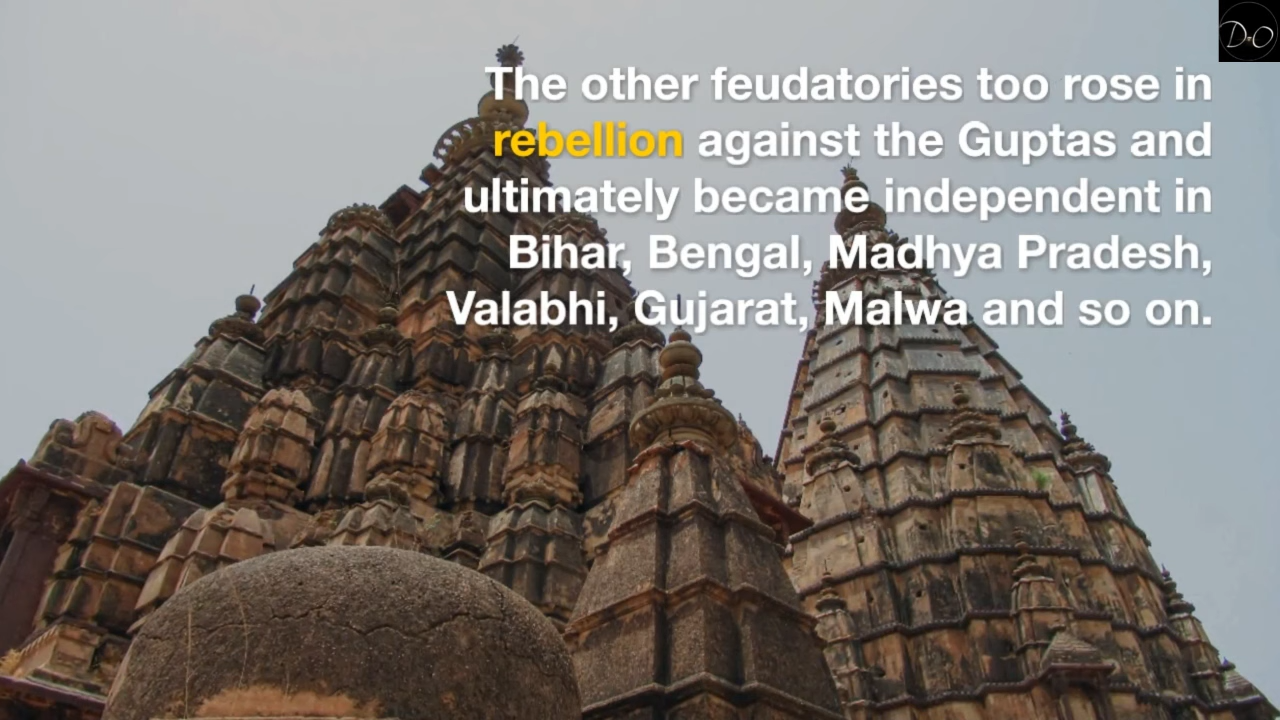 D&O
The other feudatories too rose in
rebellion against the Guptas and
ultimately became independent in
Bihar, Bengal, Madhya Pradesh,
Valabhi, Gujarat, Malwa and so on.